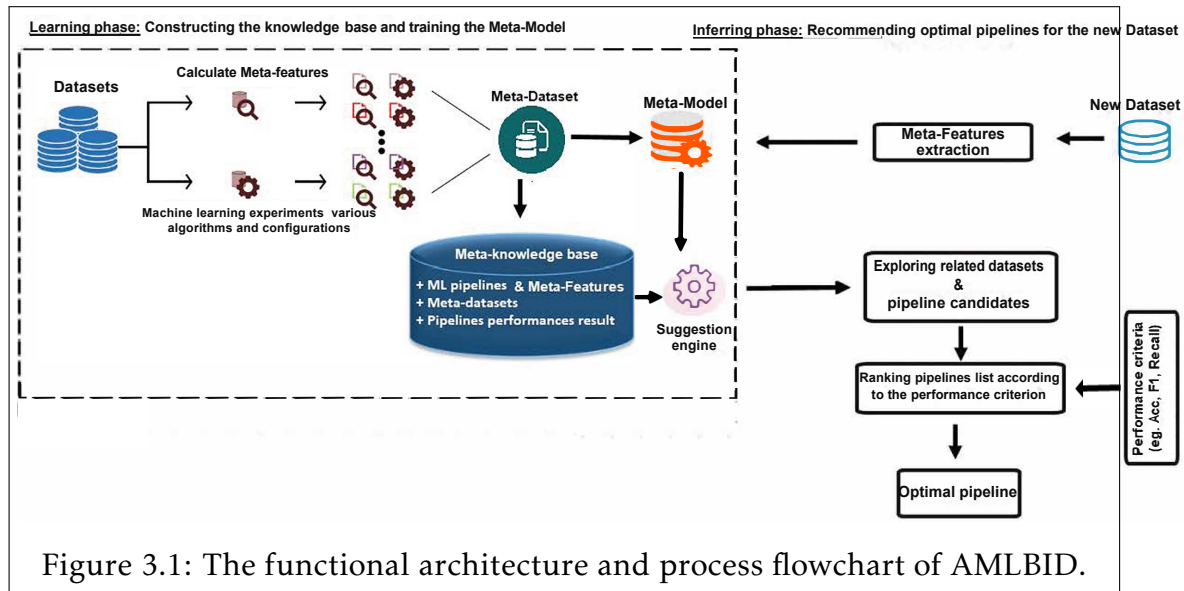 Learning phase: Constructing the knowledge base and training the Meta-Model
Inferring phase: Recommending optimal pipelines for the new Dataset
Calculate Meta-features
Datasets
Meta-Dataset
Meta-Model
New Dataset
Meta-Features
extraction
Machine learning experiments various
algorithms and configurations
Meta-knowledge base
+ ML pipelines & Meta-Features
+ Meta-datasets
+ Pipelines performances result
Suggestion
engine
Exploring related datasets
&
pipeline candidates
Ranking pipelines list according
to the performance criterion
Performance criteria
(eg. Acc, F1, Recall)
Optimal pipeline
Figure 3.1: The functional architecture and process flowchart of AMLBID.